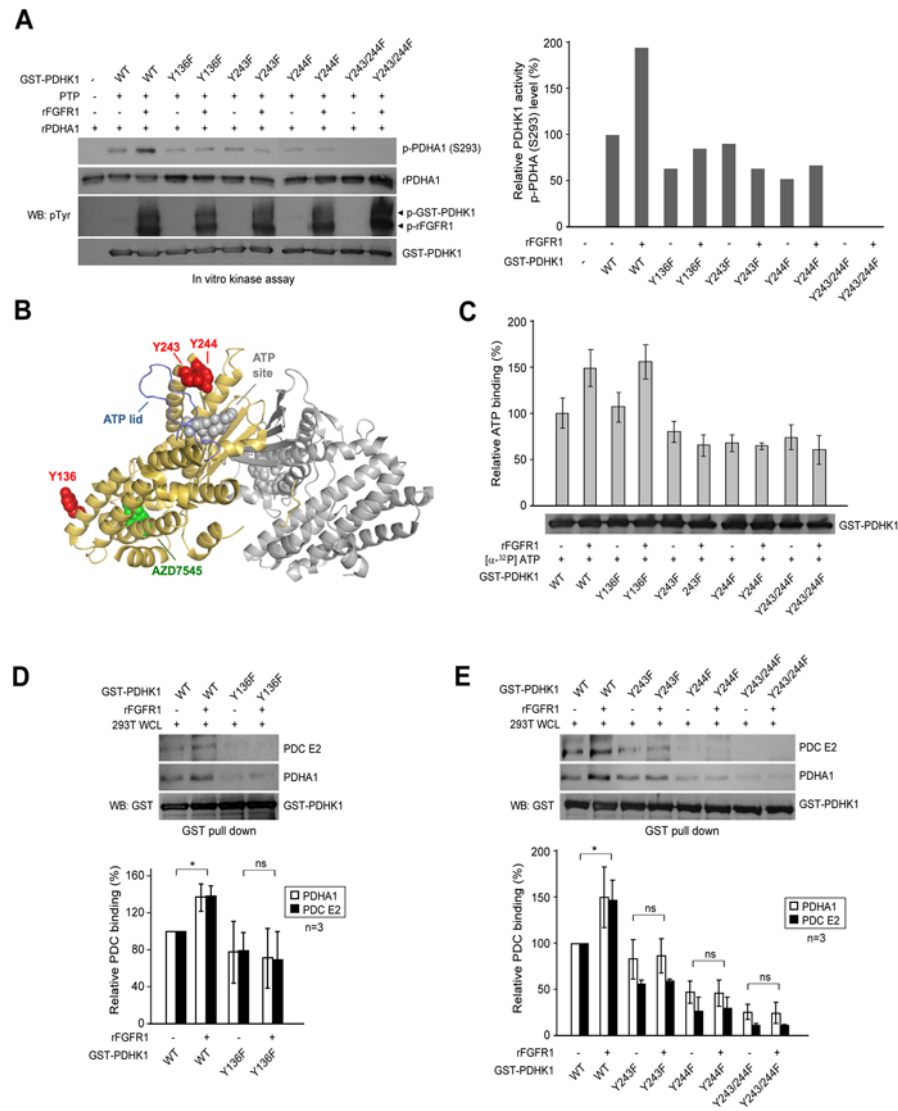 A
GST-PDHK1 - WT WT Y136F Y136F Y243F Y243F Y244F Y244F Y243/244F Y243/244F
PTP - + + + + + + + + + +
rFGFR1 - - + - + - + - + - +
rPDHA1 + + + + + + + + + + +
p-PDHA1 (S293)
rPDHA1
WB: pTyr
p-GST-PDHK1
p-rFGFR1
GST-PDHK1
In vitro kinase assay
Relative PDHK1 activity
p-PDHA (S293) level (%)
200
150
100
50
0
rFGFR1 - - + - + - + - + - +
GST-PDHK1 - WT WT Y136F Y136F Y243F Y243F Y244F Y244F Y243/244F Y243/244F
B
Y243 Y244
ATP
site
ATP lid
Y136
AZD7545
C
Relative ATP binding (%)
200
150
100
50
0
GST-PDHK1
rFGFR1 - + - + - + - + - +
[α-³²P] ATP + + + + + + + + + +
GST-PDHK1 WT WT Y136F Y136F Y243F 243F Y244F Y244F Y243/244F Y243/244F
D
GST-PDHK1 WT WT Y136F Y136F
rFGFR1 - + - +
293T WCL + + + +
PDC E2
PDHA1
WB: GST GST-PDHK1
GST pull down
Relative PDC binding (%)
200
160
120
80
40
0
* ns
PDHA1
PDC E2
n=3
rFGFR1 - + - +
GST-PDHK1 WT WT Y136F Y136F
E
GST-PDHK1 WT WT Y243F Y243F Y244F Y244F Y243/244F Y243/244F
rFGFR1 - + - + - + - +
293T WCL + + + + + + + +
PDC E2
PDHA1
WB: GST GST-PDHK1
GST pull down
Relative PDC binding (%)
200
150
100
50
0
* ns ns ns
PDHA1
PDC E2
n=3
rFGFR1 - + - + - + - +
GST-PDHK1 WT WT Y243F Y243F Y244F Y244F Y243/244F Y243/244F